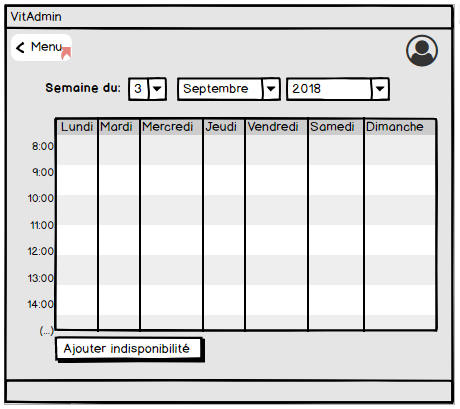 VitAdmin
< Menu
Semaine du: 3 Septembre 2018
Lundi Mardi Mercredi Jeudi Vendredi Samedi Dimanche
8:00
9:00
10:00
11:00
12:00
13:00
14:00
(...)
Ajouter indisponibilité